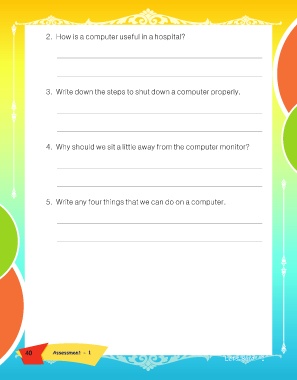 2. How is a computer useful in a hospital?
3. Write down the steps to shut down a computer properly.
4. Why should we sit a little away from the computer monitor?
5. Write any four things that we can do on a computer.
40 Assessment - 1